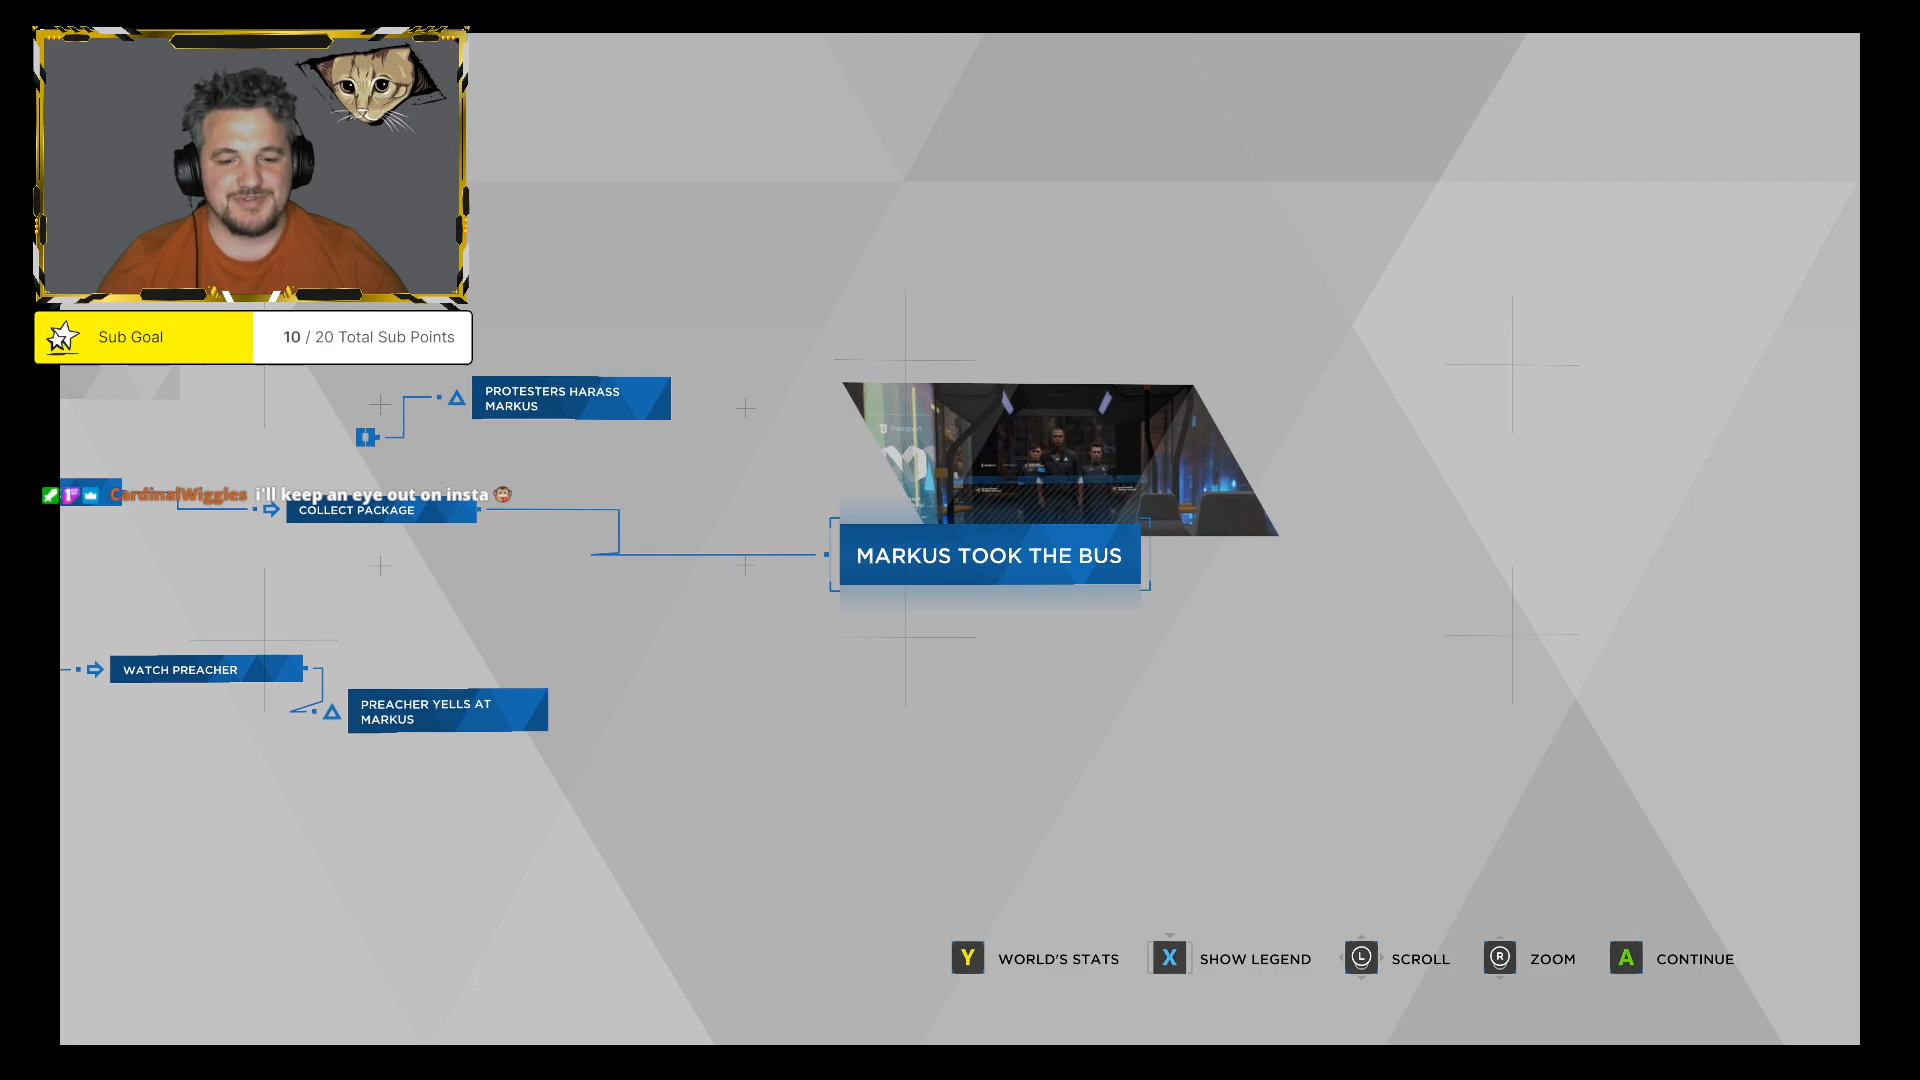 Sub Goal
10 / 20 Total Sub Points
PROTESTERS HARASS
MARKUS
CardinalWiggles i'll keep an eye out on insta
COLLECT PACKAGE
MARKUS TOOK THE BUS
WATCH PREACHER
PREACHER YELLS AT
MARKUS
Y WORLD'S STATS
X SHOW LEGEND
L SCROLL
R ZOOM
A CONTINUE